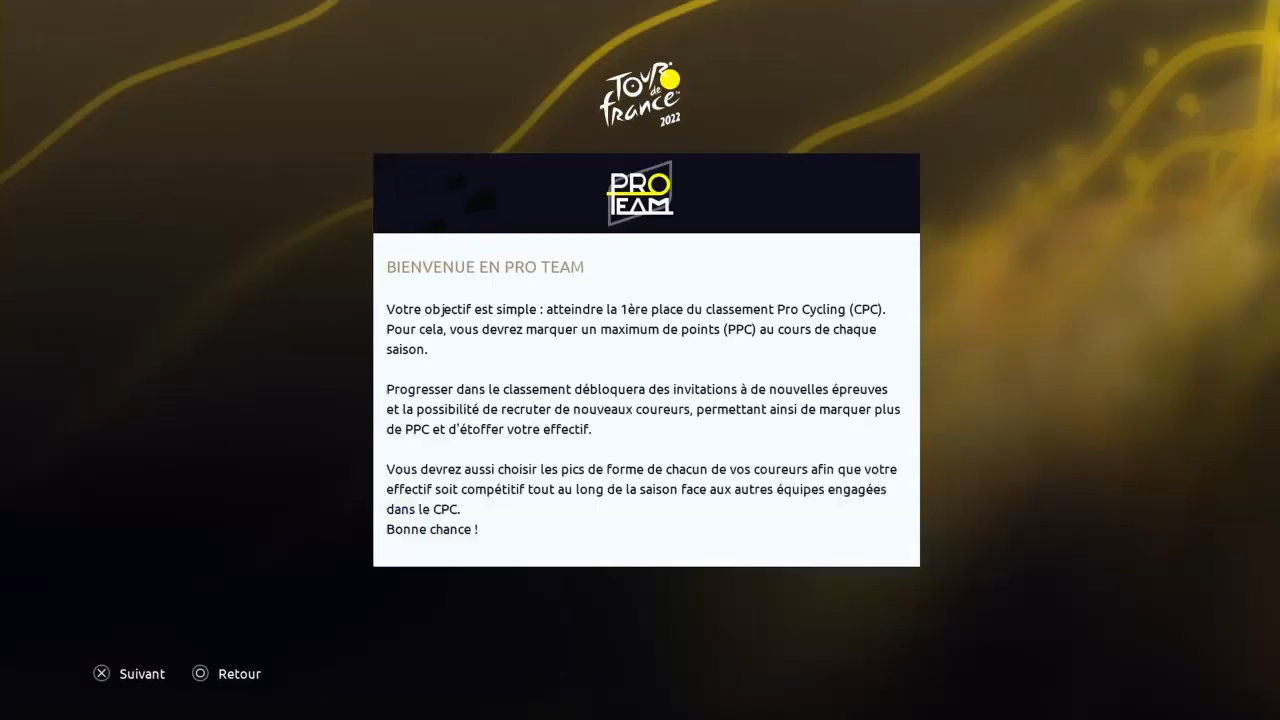 TOUR
de
france
2022
PRO
TEAM
BIENVENUE EN PRO TEAM
Votre objectif est simple : atteindre la 1ère place du classement Pro Cycling (CPC).
Pour cela, vous devrez marquer un maximum de points (PPC) au cours de chaque
saison.
Progresser dans le classement débloquera des invitations à de nouvelles épreuves
et la possibilité de recruter de nouveaux coureurs, permettant ainsi de marquer plus
de PPC et d'étoffer votre effectif.
Vous devrez aussi choisir les pics de forme de chacun de vos coureurs afin que votre
effectif soit compétitif tout au long de la saison face aux autres équipes engagées
dans le CPC.
Bonne chance !
Suivant
Retour